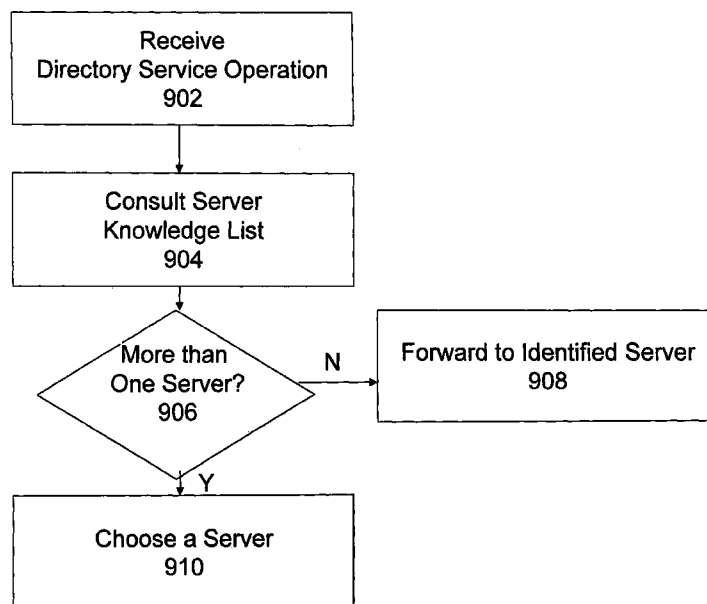 Receive
Directory Service Operation
902
Consult Server
Knowledge List
904
More than
One Server?
906
N
Forward to Identified Server
908
Y
Choose a Server
910